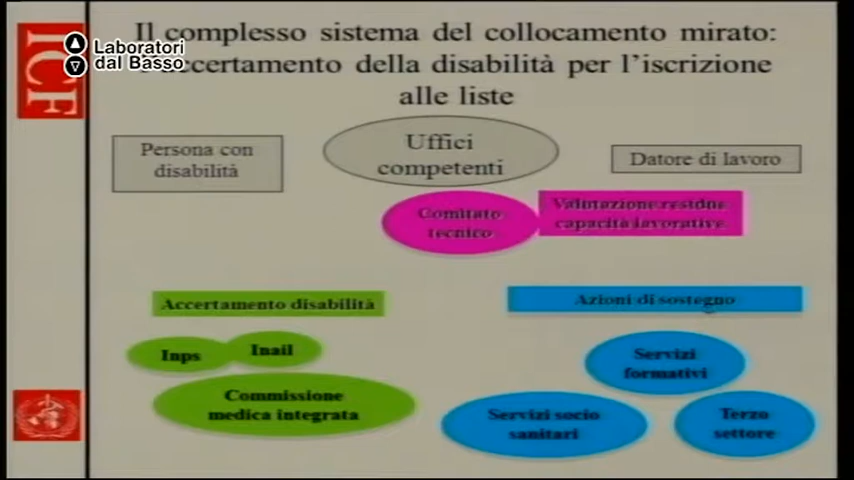 Il complesso sistema del collocamento mirato:
l'accertamento della disabilità per l'iscrizione
alle liste
ICF
Laboratori
dal Basso
Persona con
disabilità
Uffici
competenti
Datore di lavoro
Comitato
tecnico
Valutazione residue
capacità lavorative
Accertamento disabilità
Azioni di sostegno
Inps
Inail
Commissione
medica integrata
Servizi
formativi
Servizi socio
sanitari
Terzo
settore